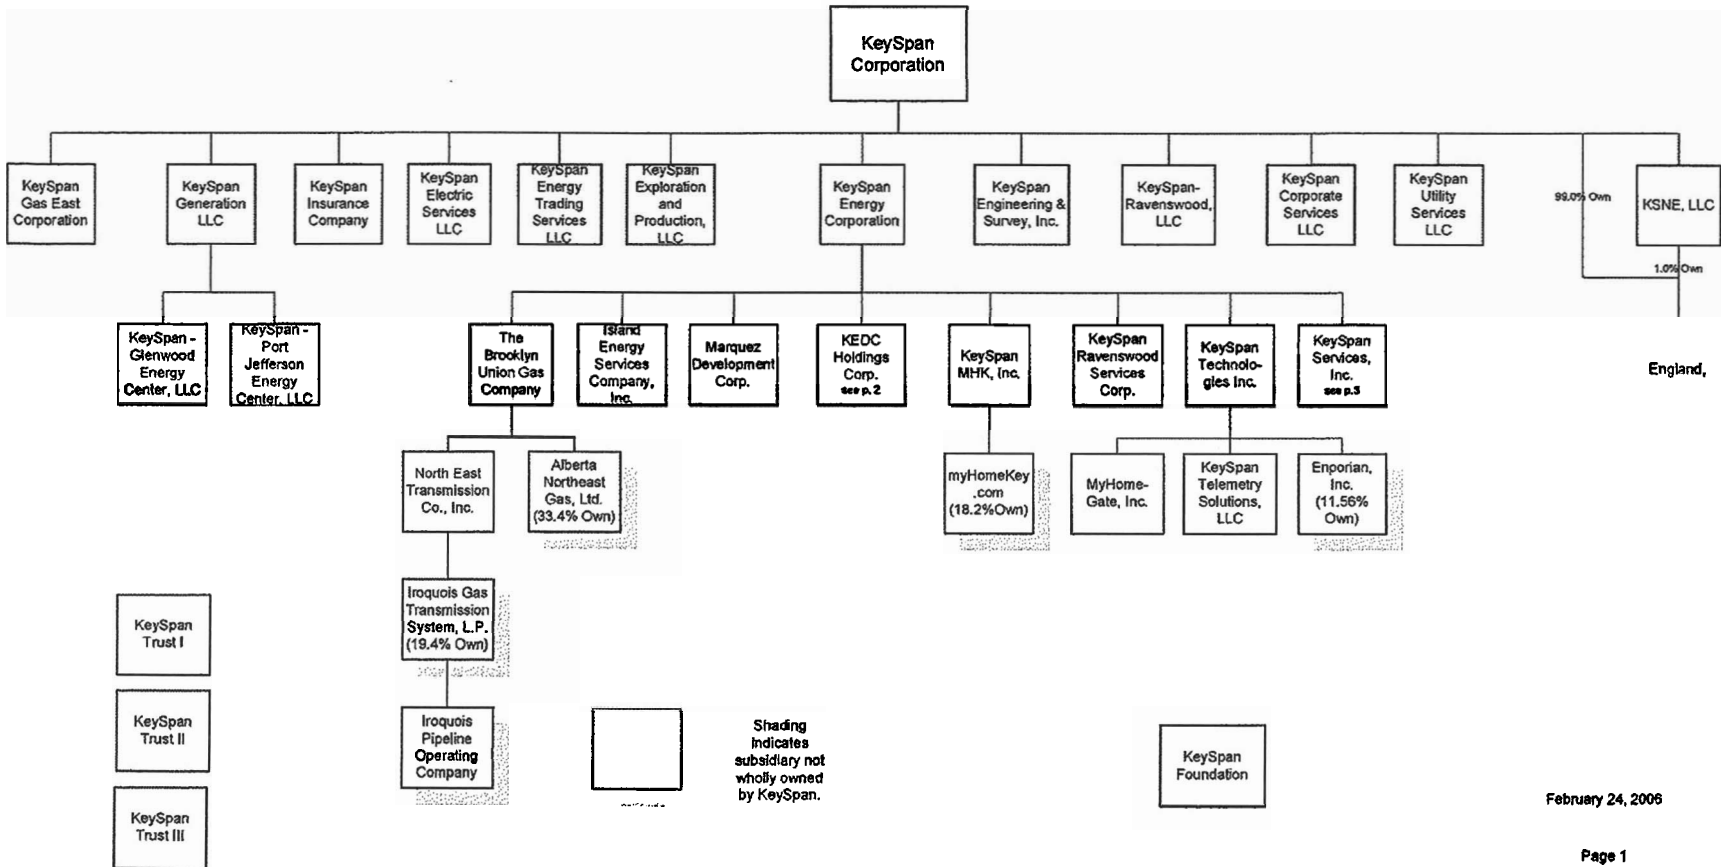 KeySpan
Corporation
KeySpan
Gas East
Corporation
KeySpan
Generation
LLC
KeySpan
Insurance
Company
KeySpan
Electric
Services
LLC
KeySpan
Energy
Trading
Services
LLC
KeySpan
Exploration
and
Production,
LLC
KeySpan
Energy
Corporation
KeySpan
Engineering &
Survey, Inc.
KeySpan-
Ravenswood,
LLC
KeySpan
Corporate
Services
LLC
KeySpan
Utility
Services
LLC
99.0% Own
KSNE, LLC
1.0% Own
KeySpan -
Glenwood
Energy
Center, LLC
KeySpan -
Port
Jefferson
Energy
Center, LLC
The
Brooklyn
Union Gas
Company
Island
Energy
Services
Company,
Inc.
Marquez
Development
Corp.
KEDC
Holdings
Corp.
see p. 2
KeySpan
MHK, Inc.
KeySpan
Ravenswood
Services
Corp.
KeySpan
Technolo-
gies Inc.
KeySpan
Services,
Inc.
see p.3
England,
North East
Transmission
Co., Inc.
Alberta
Northeast
Gas, Ltd.
(33.4% Own)
myHomeKey
.com
(18.2%Own)
MyHome-
Gate, Inc.
KeySpan
Telemetry
Solutions,
LLC
Enporian,
Inc.
(11.56%
Own)
Iroquois Gas
Transmission
System, L.P.
(19.4% Own)
KeySpan
Trust I
KeySpan
Trust II
KeySpan
Trust III
Iroquois
Pipeline
Operating
Company
Shading
indicates
subsidiary not
wholly owned
by KeySpan.
KeySpan
Foundation
February 24, 2006
Page 1